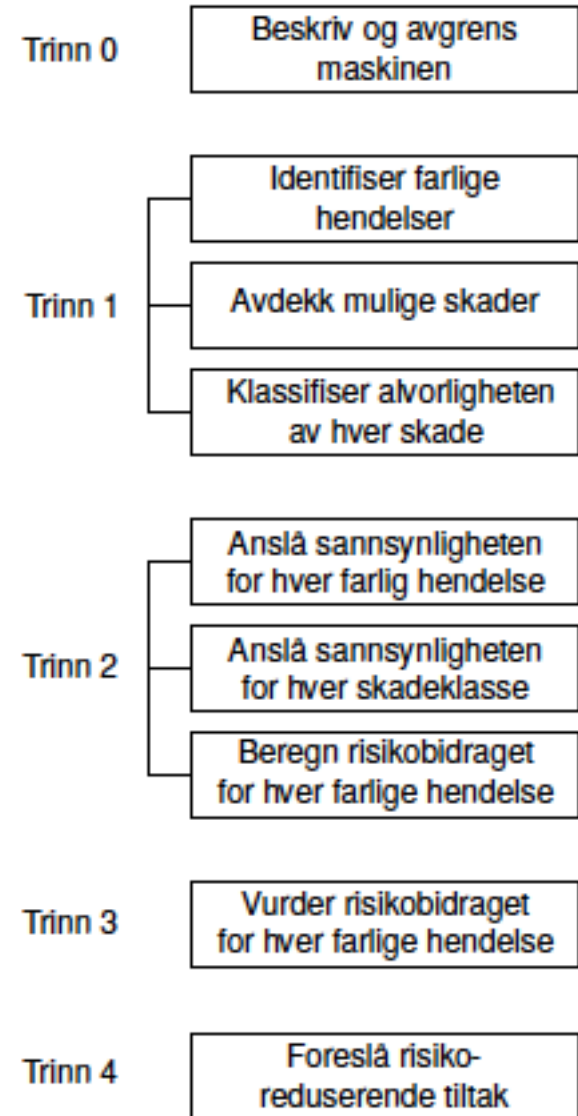 Trinn 0
Beskriv og avgrens
maskinen
Identifiser farlige
hendelser
Trinn 1
Avdekk mulige skader
Klassifiser alvorligheten
av hver skade
Anslå sannsynligheten
for hver farlig hendelse
Trinn 2
Anslå sannsynligheten
for hver skadeklasse
Beregn risikobidraget
for hver farlige hendelse
Trinn 3
Vurder risikobidraget
for hver farlige hendelse
Trinn 4
Foreslå risiko-
reduserende tiltak